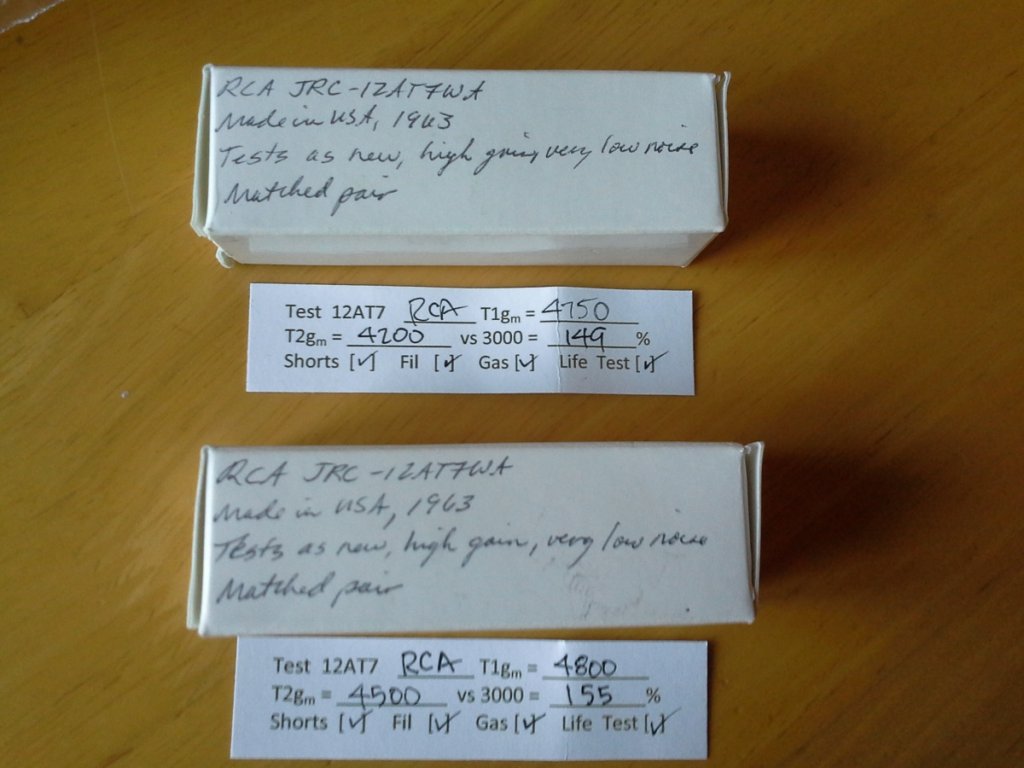 RCA JRC-12AT7WA
Made in USA, 1963
Tests as new, high gain, very low noise
Matched pair
Test 12AT7 RCA T1gm = 4750
T2gm = 4200 vs 3000 = 149 %
Shorts [✓] Fil [✓] Gas [✓] Life Test [✓]
RCA JRC-12AT7WA
Made in USA, 1963
Tests as new, high gain, very low noise
Matched pair
Test 12AT7 RCA T1gm = 4800
T2gm = 4500 vs 3000 = 155 %
Shorts [✓] Fil [✓] Gas [✓] Life Test [✓]